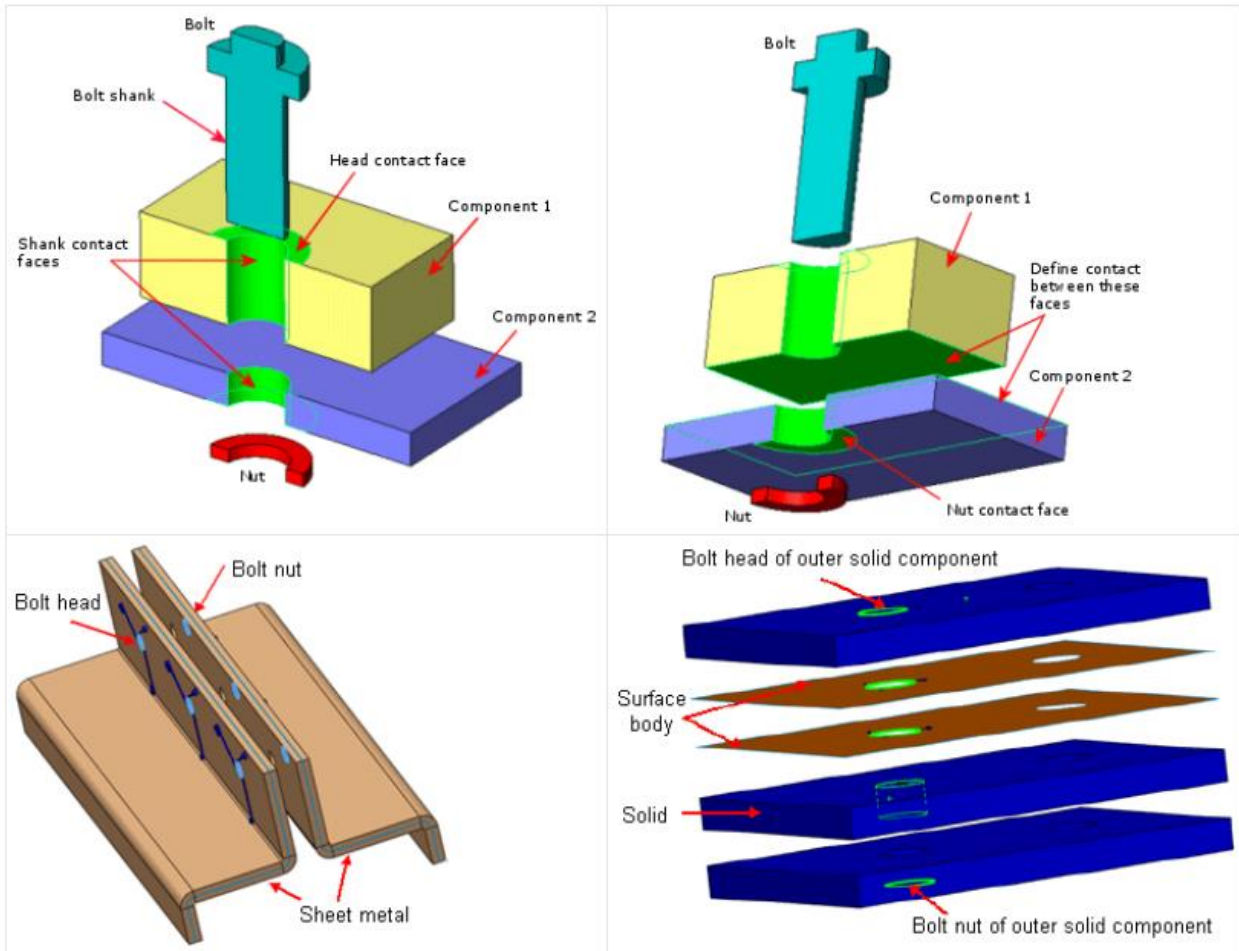 Bolt
Bolt shank
Head contact face
Component 1
Shank contact
faces
Component 2
Nut
Bolt
Component 1
Define contact
between these
faces
Component 2
Nut contact face
Nut
Bolt nut
Bolt head
Sheet metal
Bolt head of outer solid component
Surface
body
Solid
Bolt nut of outer solid component